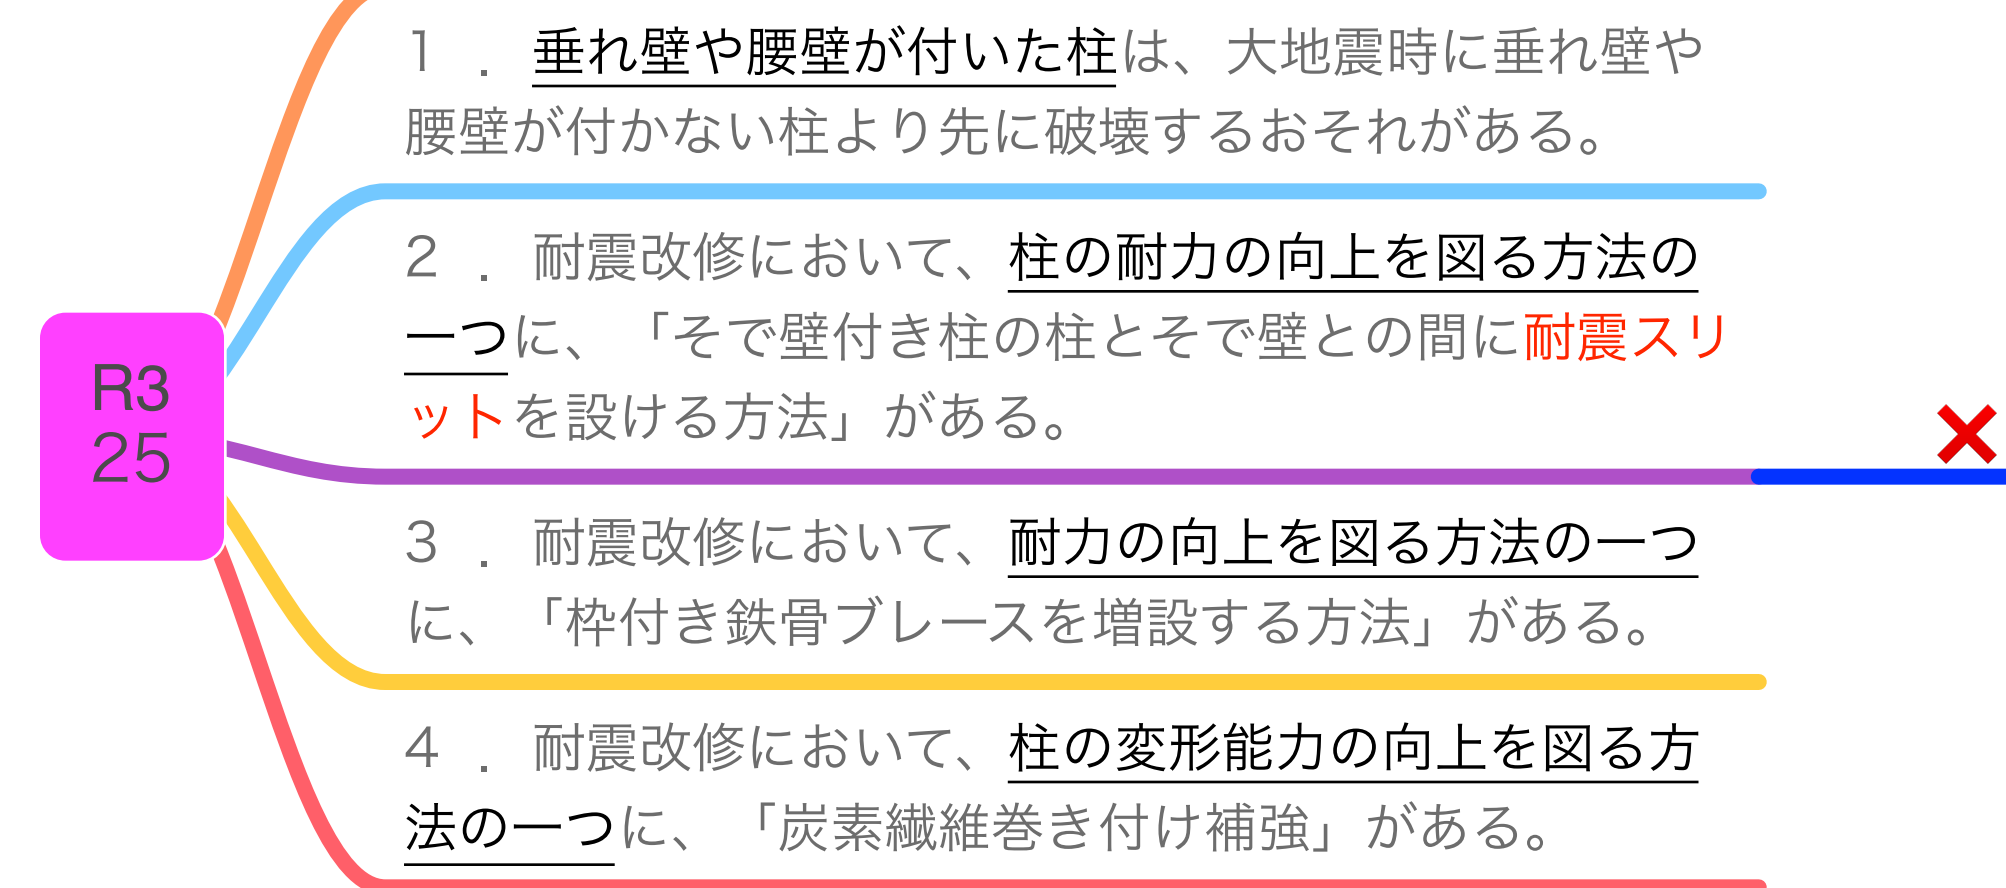 1．垂れ壁や腰壁が付いた柱は、大地震時に垂れ壁や
腰壁が付かない柱より先に破壊するおそれがある。
2．耐震改修において、柱の耐力の向上を図る方法の
一つに、「そで壁付き柱の柱とそで壁との間に耐震スリ
ットを設ける方法」がある。
R3
25
3．耐震改修において、耐力の向上を図る方法の一つ
に、「枠付き鉄骨ブレースを増設する方法」がある。
4．耐震改修において、柱の変形能力の向上を図る方
法の一つに、「炭素繊維巻き付け補強」がある。